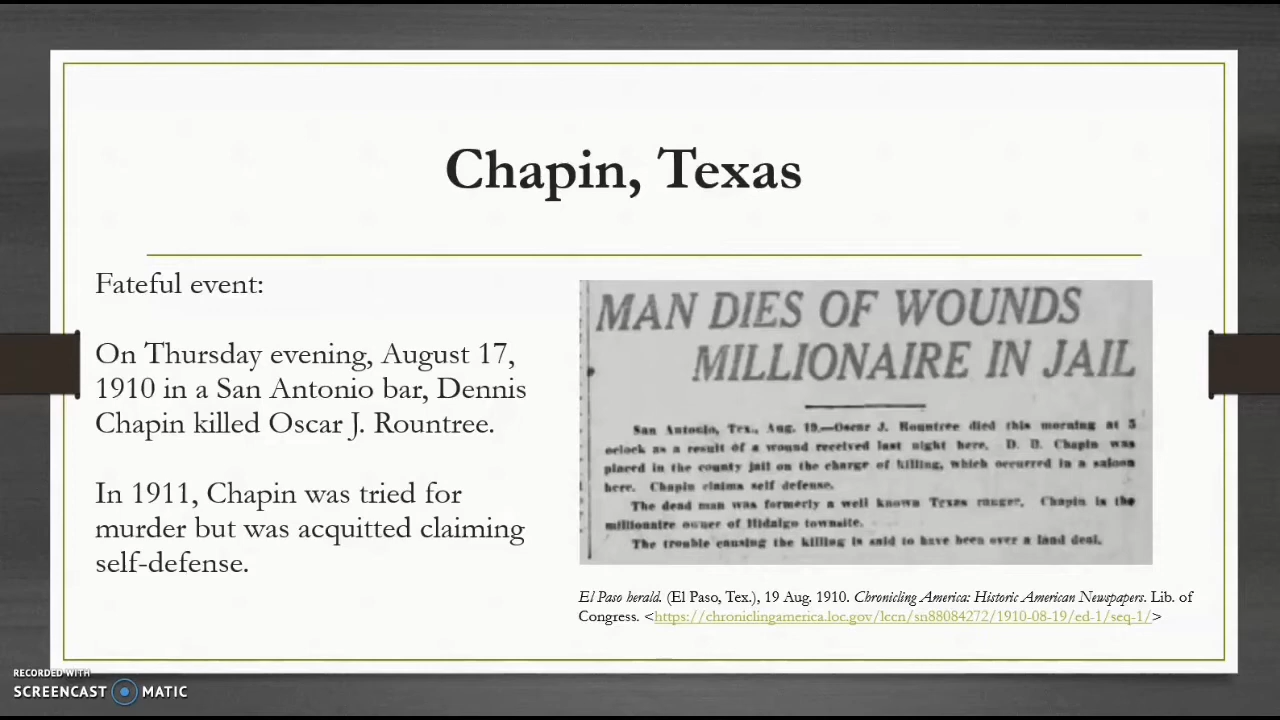 Chapin, Texas
Fateful event:
On Thursday evening, August 17,
1910 in a San Antonio bar, Dennis
Chapin killed Oscar J. Rountree.
In 1911, Chapin was tried for
murder but was acquitted claiming
self-defense.
MAN DIES OF WOUNDS
MILLIONAIRE IN JAIL
San Antonio, Tex., Aug. 19.—Oscar J. Rountree died this morning at 5
oclock as a result of a wound received last night here. D. B. Chapin was
placed in the county jail on the charge of killing, which occurred in a saloon
here. Chapin claims self defense.
The dead man was formerly a well known Texas ranger. Chapin is the
millionaire owner of Hidalgo townsite.
The trouble causing the killing is said to have been over a land deal.
El Paso herald. (El Paso, Tex.), 19 Aug. 1910. Chronicling America: Historic American Newspapers. Lib. of
Congress. <https://chroniclingamerica.loc.gov/lccn/sn88084272/1910-08-19/ed-1/seq-1/>
RECORDED WITH
SCREENCAST MATIC